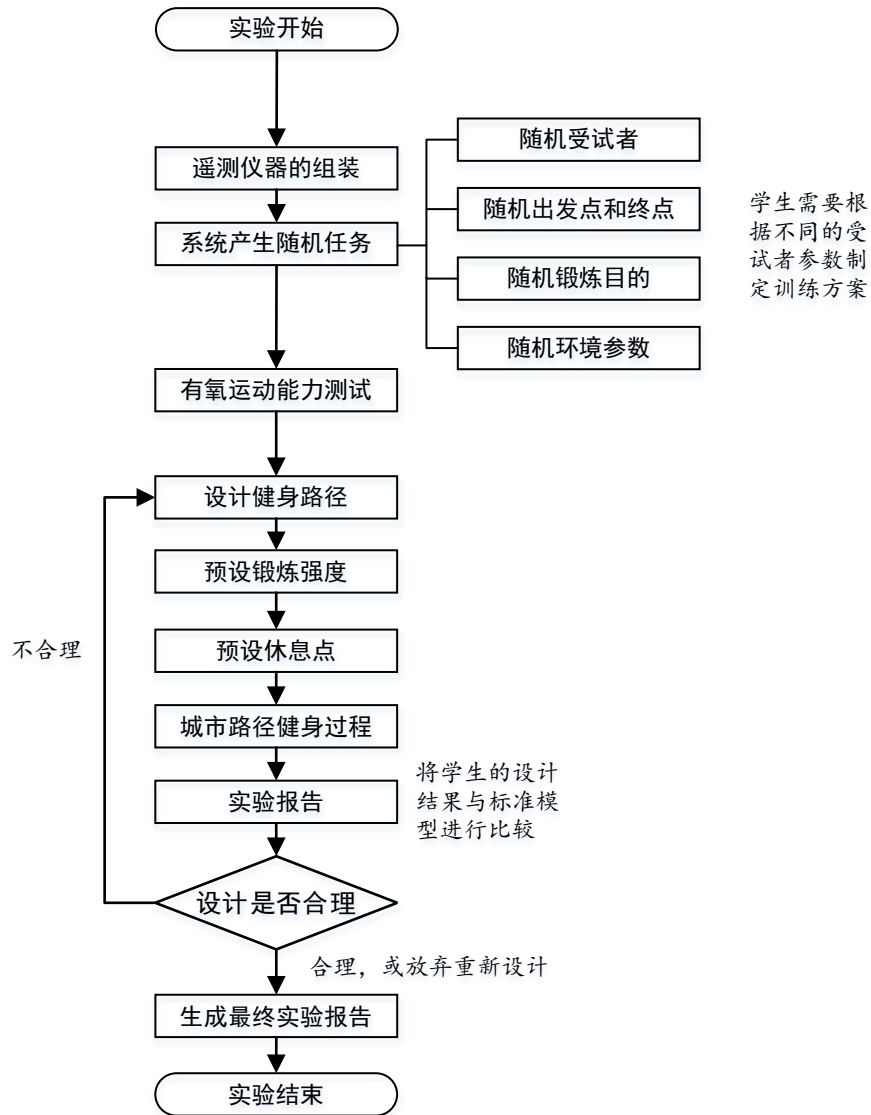 实验开始
遥测仪器的组装
系统产生随机任务
随机受试者
随机出发点和终点
随机锻炼目的
随机环境参数
学生需要根
据不同的受
试者参数制
定训练方案
有氧运动能力测试
设计健身路径
预设锻炼强度
预设休息点
不合理
城市路径健身过程
实验报告
将学生的设计
结果与标准模
型进行比较
设计是否合理
合理，或放弃重新设计
生成最终实验报告
实验结束